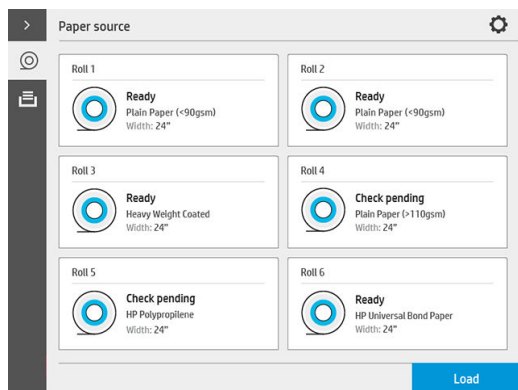 Paper source
Roll 1
Ready
Plain Paper (<90gsm)
Width: 24"
Roll 2
Ready
Plain Paper (<90gsm)
Width: 24"
Roll 3
Ready
Heavy Weight Coated
Width: 24"
Roll 4
Check pending
Plain Paper (>110gsm)
Width: 24"
Roll 5
Check pending
HP Polypropilene
Width: 24"
Roll 6
Ready
HP Universal Bond Paper
Width: 24"
Load